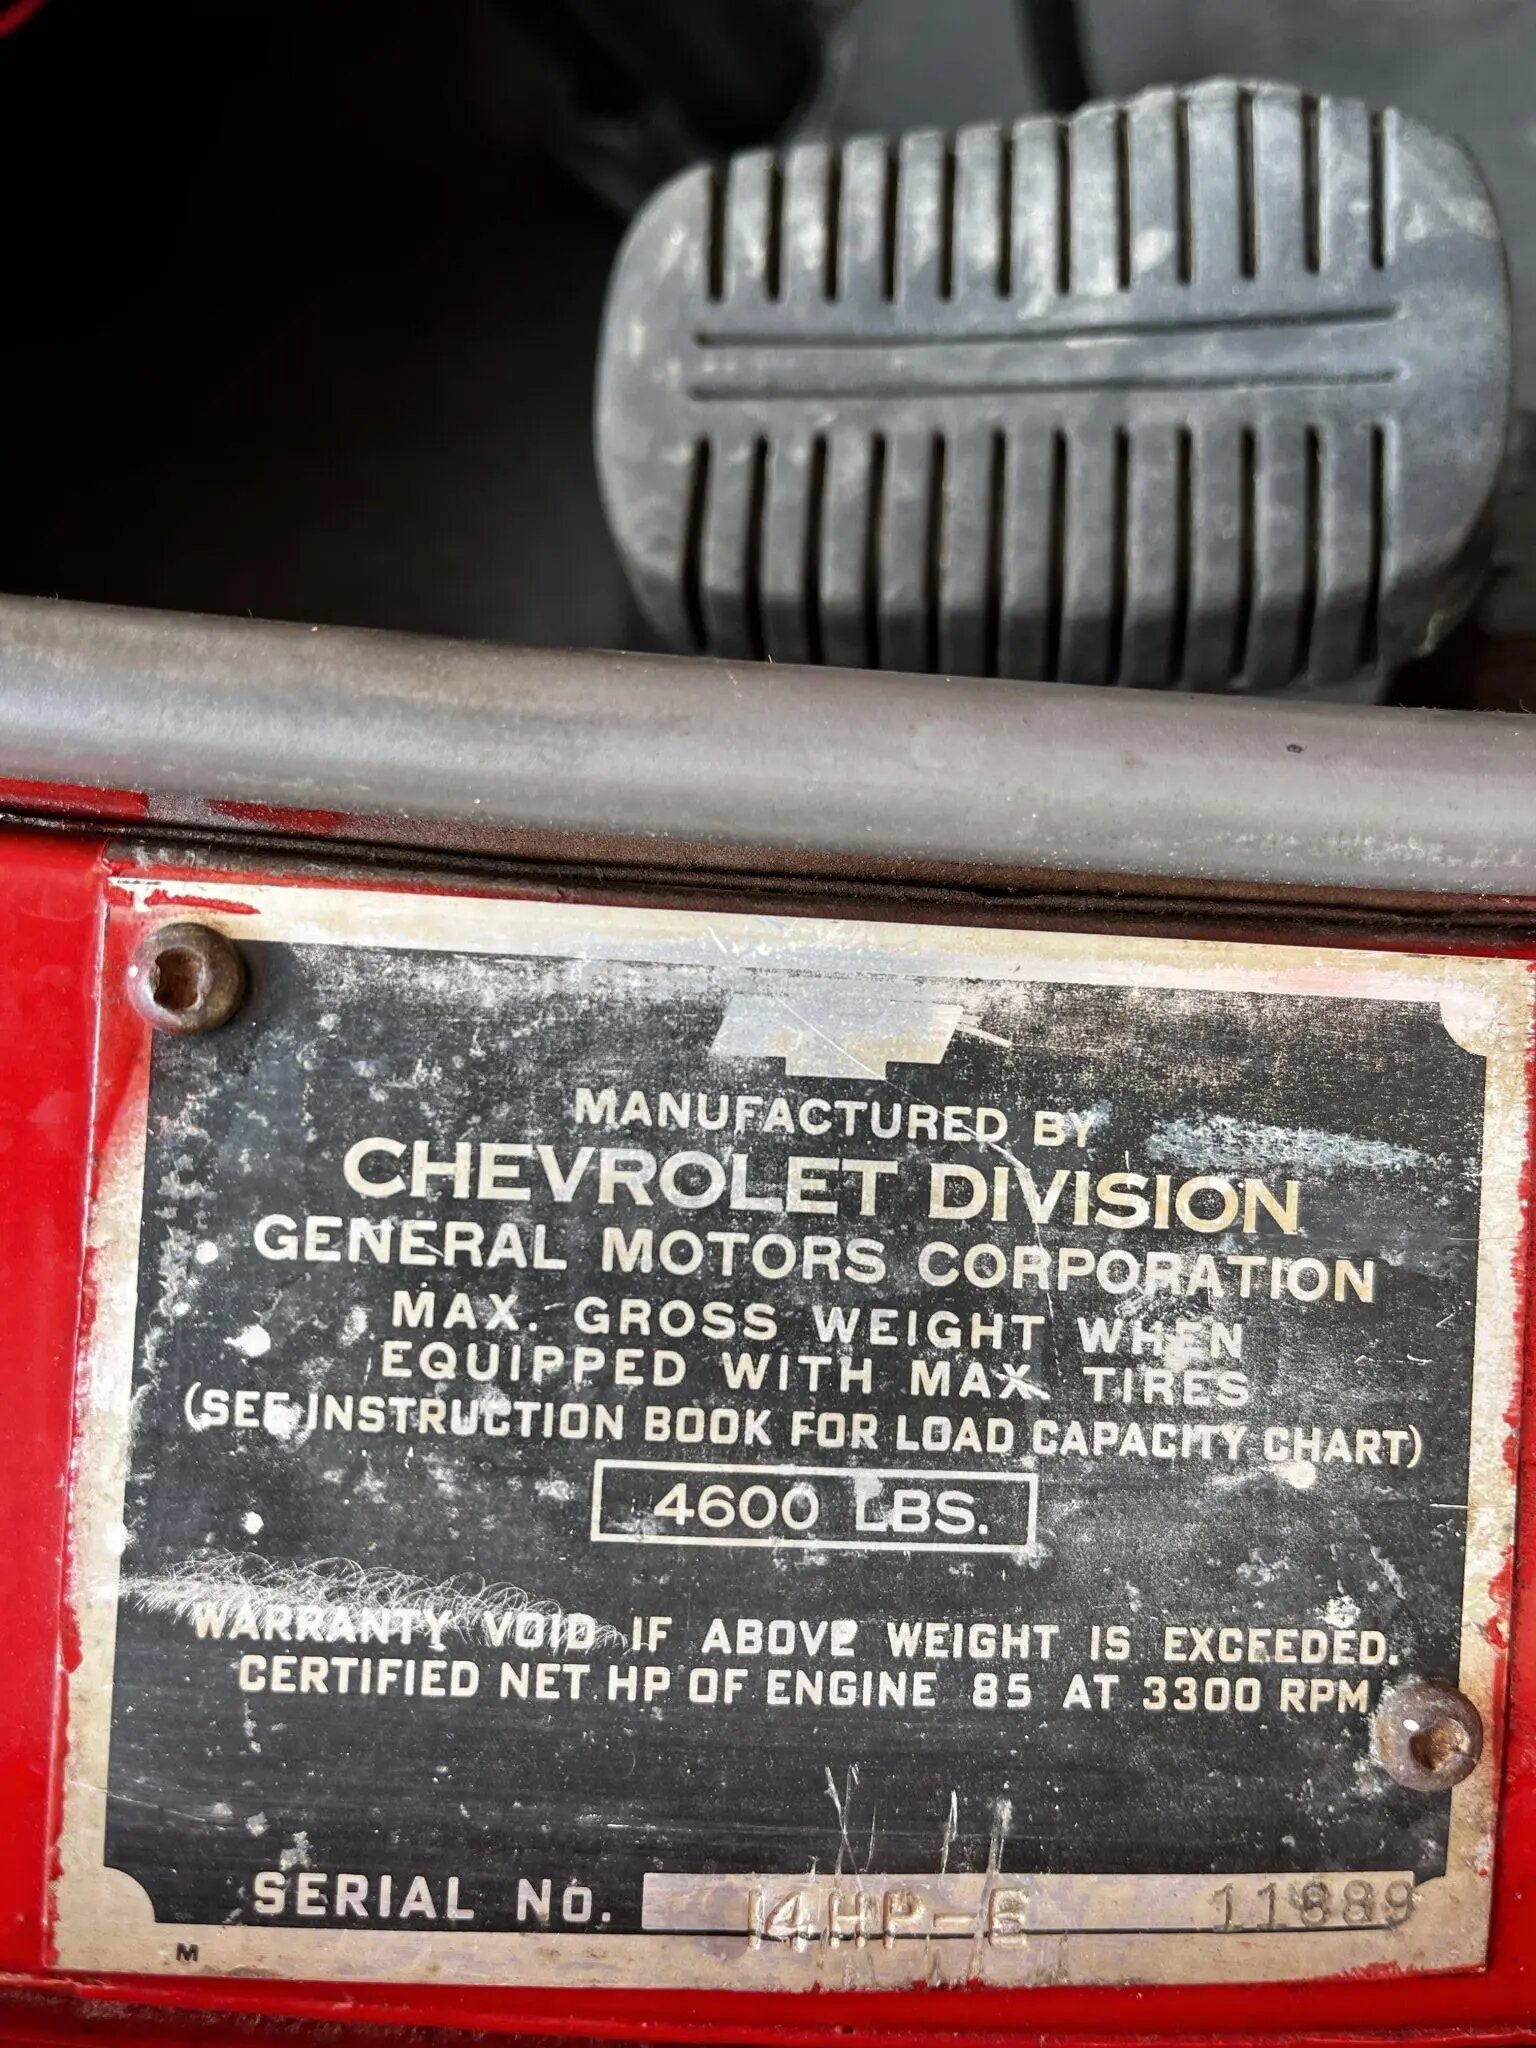 MANUFACTURED BY
CHEVROLET DIVISION
GENERAL MOTORS CORPORATION
MAX. GROSS WEIGHT WHEN
EQUIPPED WITH MAX. TIRES
(SEE INSTRUCTION BOOK FOR LOAD CAPACITY CHART)
4600 LBS.
WARRANTY VOID IF ABOVE WEIGHT IS EXCEEDED.
CERTIFIED NET HP OF ENGINE 85 AT 3300 RPM
SERIAL NO. 14HP-E 11889
M